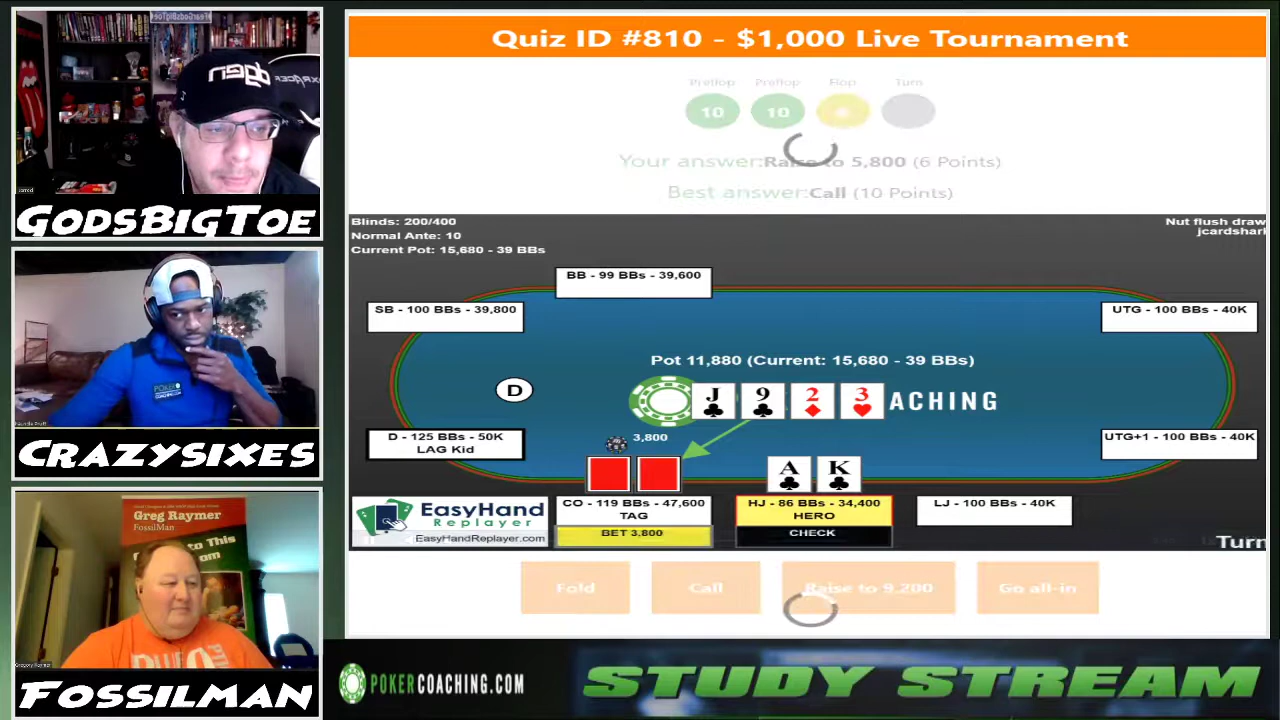 Quiz ID #810 - $1,000 Live Tournament
Preflop Preflop Flop Turn
10 10
Your answer:Raise to 5,800 (6 Points)
Best answer:Call (10 Points)
Blinds: 200/400
Normal Ante: 10
Current Pot: 15,680 - 39 BBs
Nut flush draw
jcardshark
BB - 99 BBs - 39,600
SB - 100 BBs - 39,800
UTG - 100 BBs - 40K
Pot 11,880 (Current: 15,680 - 39 BBs)
D
J 9 2 3
ACHING
3,800
D - 125 BBs - 50K
LAG Kid
UTG+1 - 100 BBs - 40K
A K
EasyHand
Replayer
EasyHandReplayer.com
CO - 119 BBs - 47,600
TAG
BET 3,800
HJ - 86 BBs - 34,400
HERO
CHECK
LJ - 100 BBs - 40K
Turn
Fold Call Raise to 9,200 Go all-in
GodsBigToe
CrazySixes
Greg Raymer
FossilMan
Gregory Raymer
Fossilman
POKERCOACHING.COM
STUDY STREAM